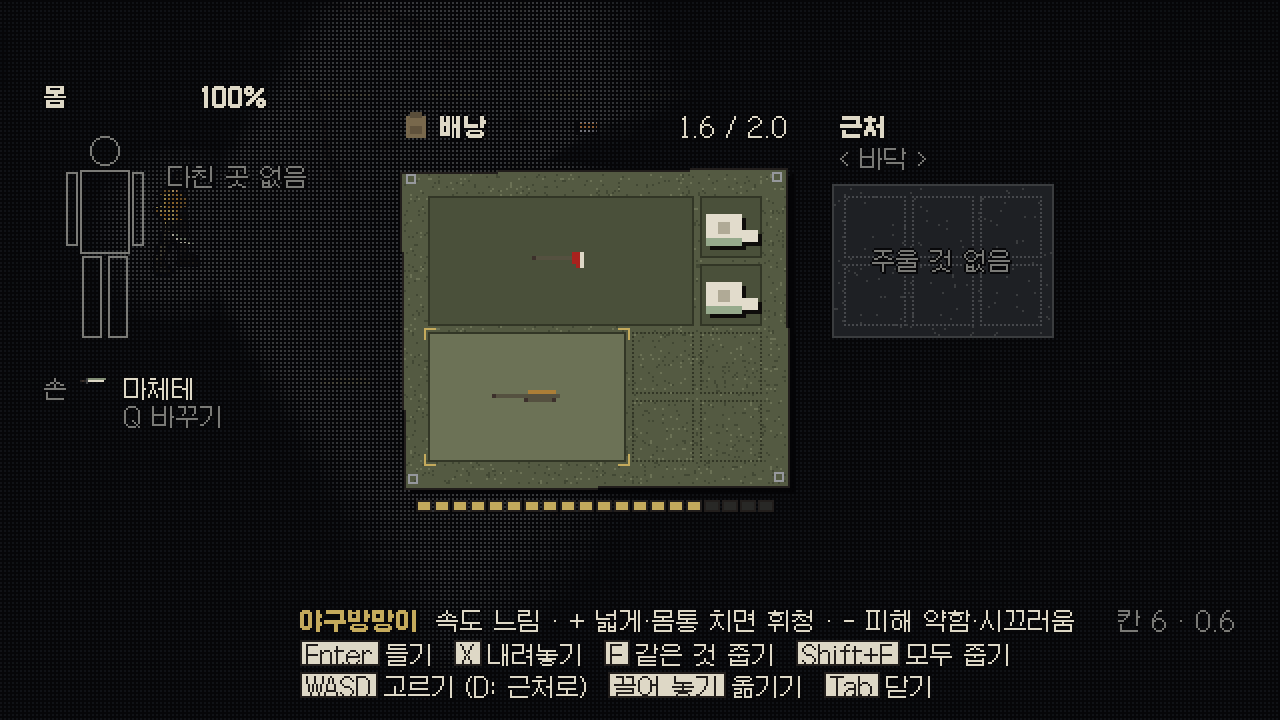 몸 100%
다친 곳 없음
손 마체테
Q 바꾸기
배낭 1.6 / 2.0
근처
< 바닥 >
주울 것 없음
야구방망이 속도 느림 · + 넓게·몸통 치면 휘청 · - 피해 약함·시끄러움 칸 6 · 0.6
Enter 들기 X 내려놓기 F 같은 것 줍기 Shift+F 모두 줍기
WASD 고르기 (D: 근처로) 끌어 놓기 옮기기 Tab 닫기